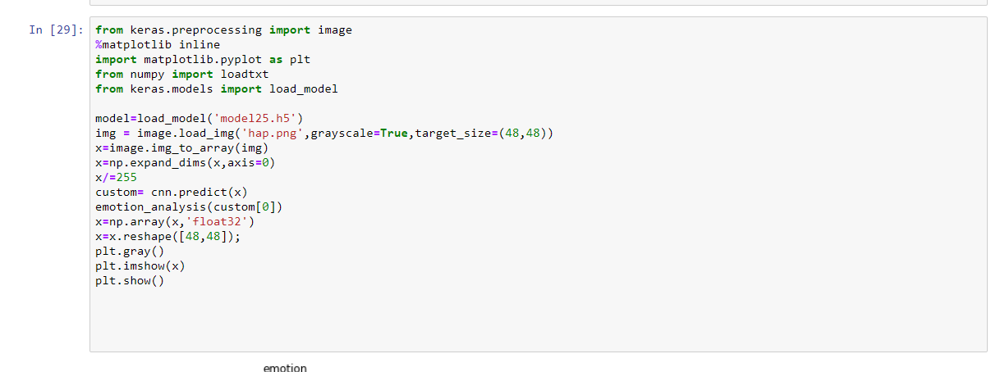 In [29]: from keras.preprocessing import image
%matplotlib inline
import matplotlib.pyplot as plt
from numpy import loadtxt
from keras.models import load_model
model=load_model('model25.h5')
img = image.load_img('hap.png',grayscale=True,target_size=(48,48))
x=image.img_to_array(img)
x=np.expand_dims(x,axis=0)
x/=255
custom= cnn.predict(x)
emotion_analysis(custom[0])
x=np.array(x,'float32')
x=x.reshape([48,48]);
plt.gray()
plt.imshow(x)
plt.show()
emotion